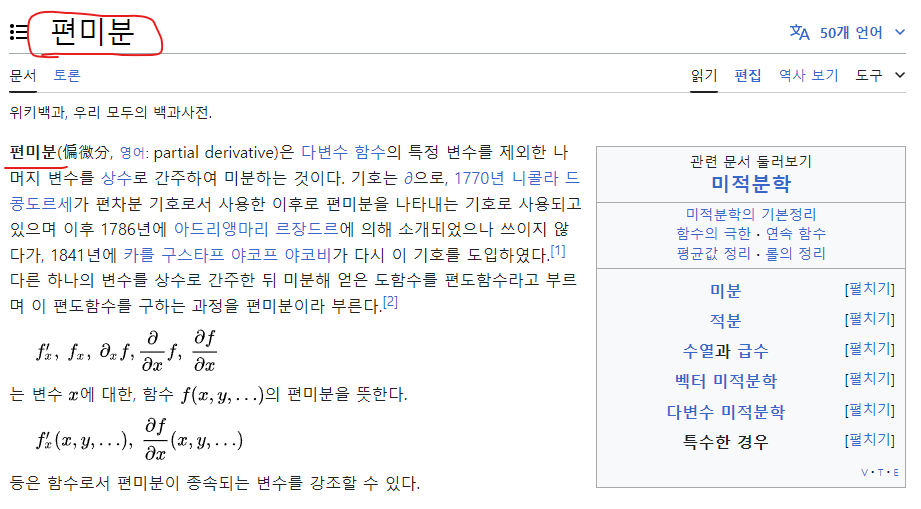 편미분
50개 언어
문서 토론 읽기 편집 역사 보기 도구
위키백과, 우리 모두의 백과사전.
편미분(偏微分, 영어: partial derivative)은 다변수 함수의 특정 변수를 제외한 나
머지 변수를 상수로 간주하여 미분하는 것이다. 기호는 ∂으로, 1770년 니콜라 드
콩도르세가 편차분 기호로서 사용한 이후로 편미분을 나타내는 기호로 사용되고
있으며 이후 1786년에 아드리앵마리 르장드르에 의해 소개되었으나 쓰이지 않
다가, 1841년에 카를 구스타프 야코프 야코비가 다시 이 기호를 도입하였다.[1]
다른 하나의 변수를 상수로 간주한 뒤 미분해 얻은 도함수를 편도함수라고 부르
며 이 편도함수를 구하는 과정을 편미분이라 부른다.[2]
f′ₓ, fₓ, ∂ₓf, ∂/∂x f, ∂f/∂x
는 변수 x에 대한, 함수 f(x, y, …)의 편미분을 뜻한다.
f′ₓ(x, y, …), ∂f/∂x (x, y, …)
등은 함수로서 편미분이 종속되는 변수를 강조할 수 있다.
관련 문서 둘러보기
미적분학
미적분학의 기본정리
함수의 극한 · 연속 함수
평균값 정리 · 롤의 정리
미분 [펼치기]
적분 [펼치기]
수열과 급수 [펼치기]
벡터 미적분학 [펼치기]
다변수 미적분학 [펼치기]
특수한 경우 [펼치기]
V · T · E